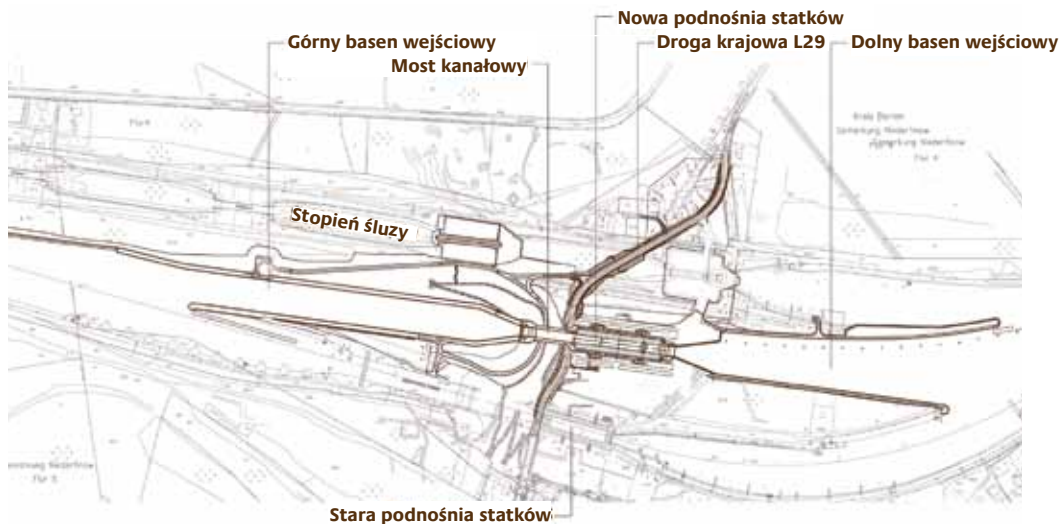 Nowa podnośnia statków
Górny basen wejściowy
Droga krajowa L29
Dolny basen wejściowy
Most kanałowy
Stopień śluzy
Stara podnośnia statków